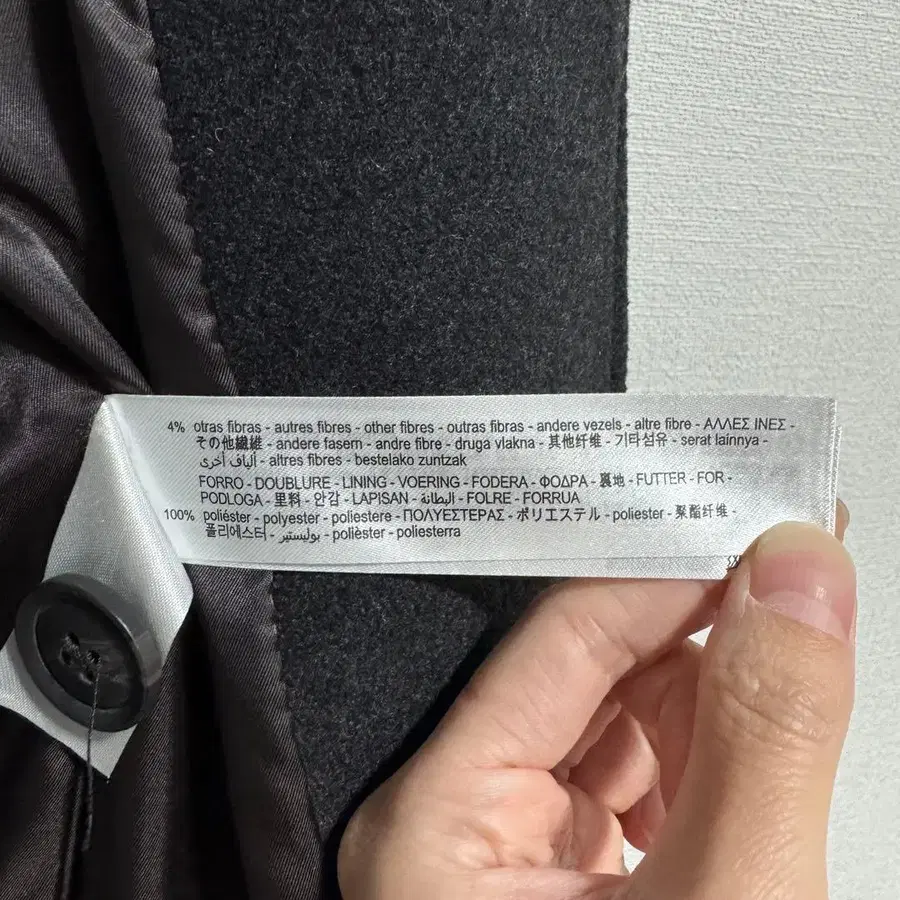 4% otras fibras - autres fibres - other fibres - outras fibras - andere vezels - altre fibre - ΑΛΛΕΣ ΙΝΕΣ -
その他繊維 - andere fasern - andre fibre - druga vlakna - 其他纤维 - 기타섬유 - serat lainnya -
ألياف أخرى - altres fibres - bestelako zuntzak
FORRO - DOUBLURE - LINING - VOERING - FODERA - ΦΟΔΡΑ - 裏地 - FUTTER - FOR -
PODLOGA - 里料 - 안감 - LAPISAN - البطانة - FOLRE - FORRUA
100% poliéster - polyester - poliestere - ΠΟΛΥΕΣΤΕΡΑΣ - ポリエステル - poliester - 聚酯纤维 -
폴리에스터 - بوليستير - polièster - poliesterra